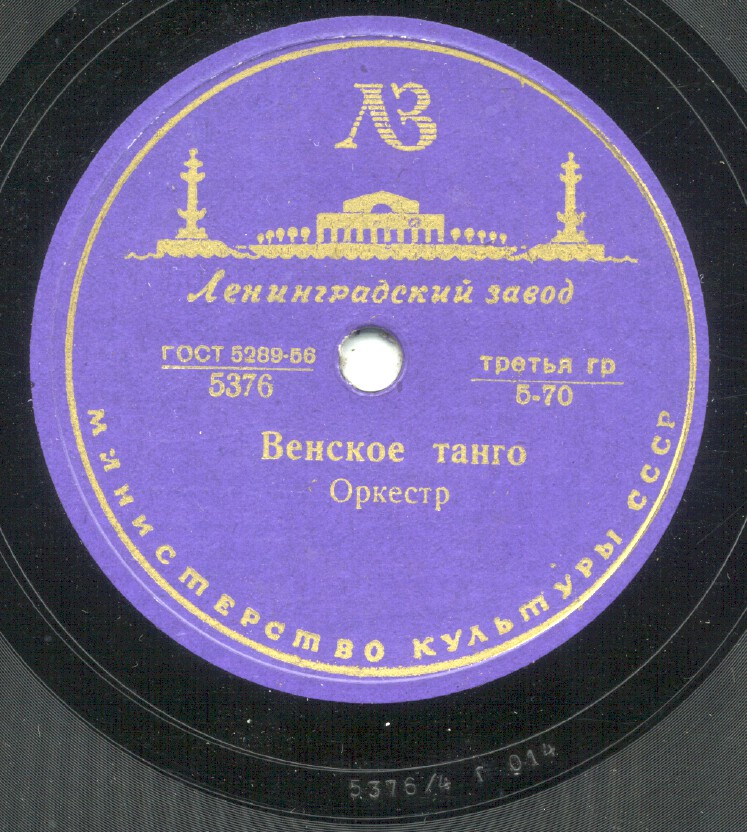 ЛЗ
Ленинградский завод
ГОСТ 5289-56
5376
третья гр
5-70
Венское танго
Оркестр
МИНИСТЕРСТВО КУЛЬТУРЫ СССР
5376/4 Г 014